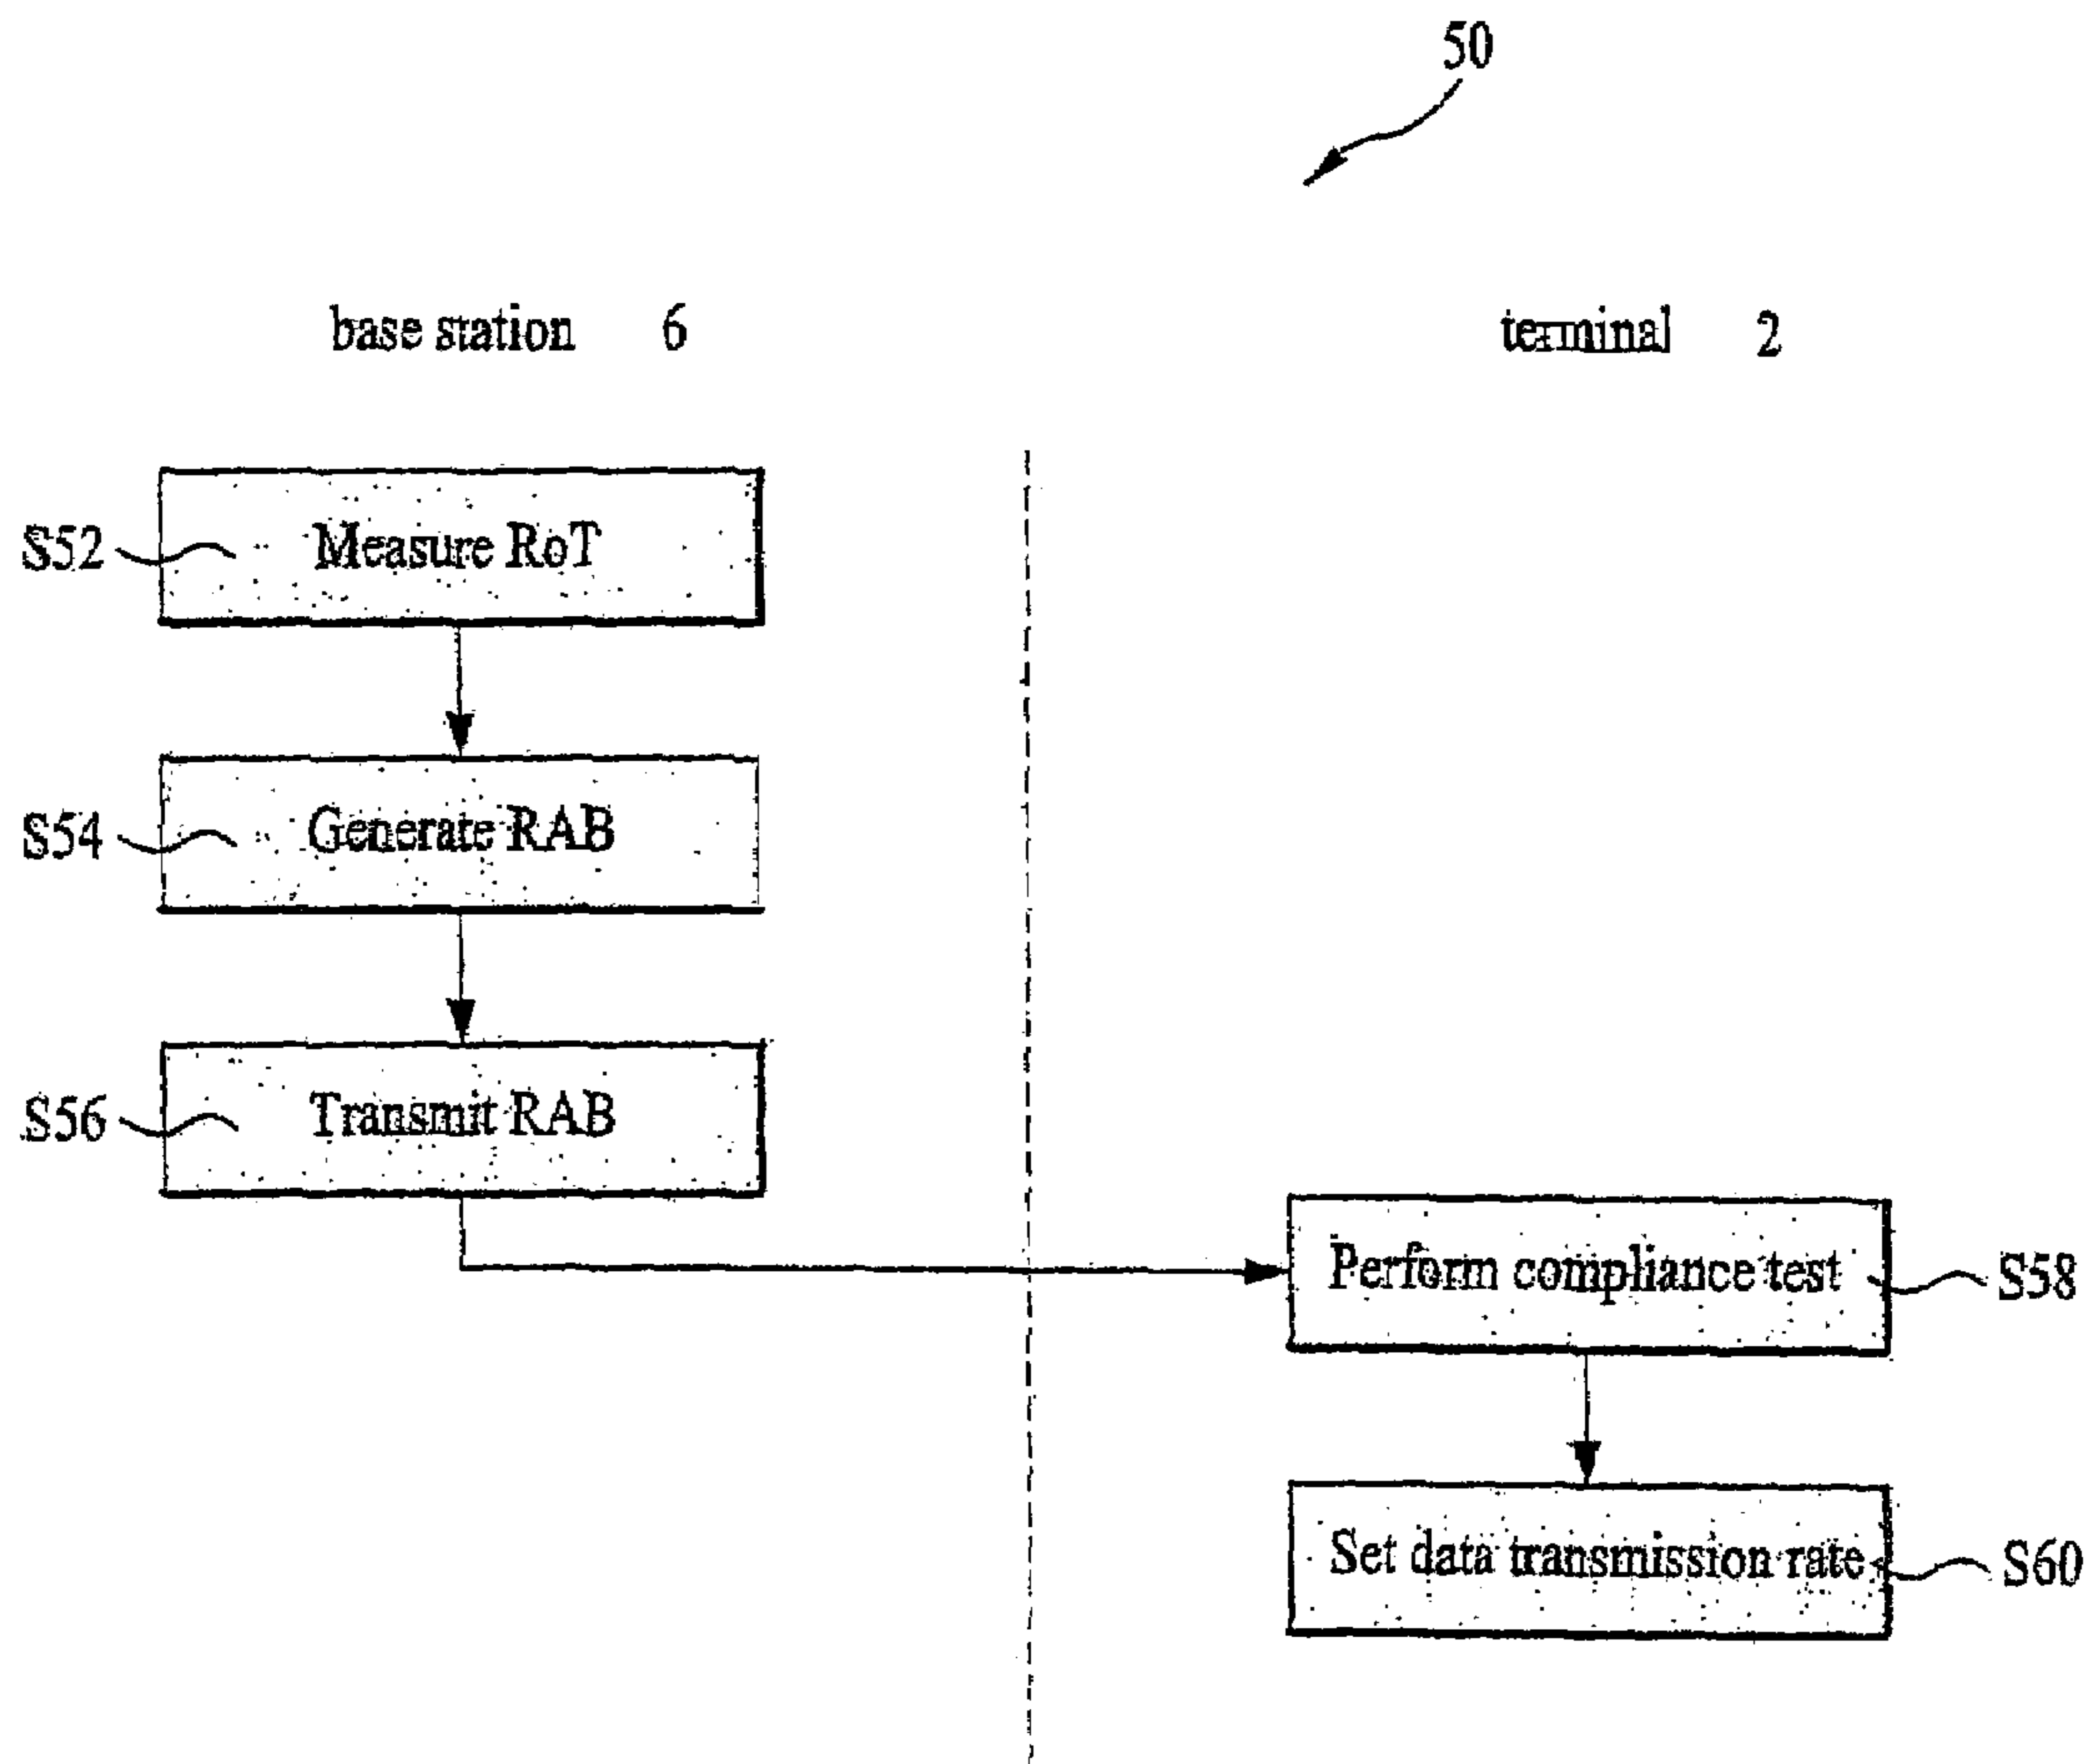 50
base station 6
terminal 2
S52
Measure RoT
S54
Generate RAB
S56
Transmit RAB
Perform compliance test
S58
Set data transmission rate
S60